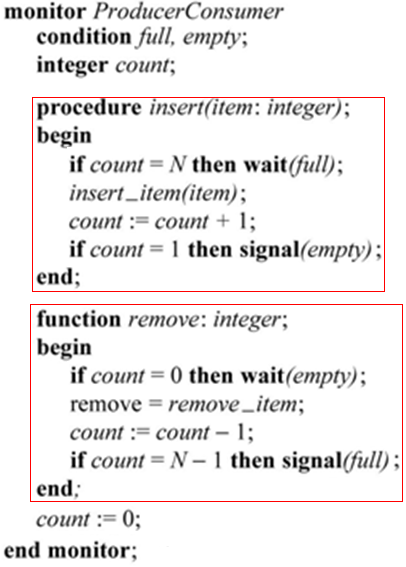 monitor ProducerConsumer
condition full, empty;
integer count;
procedure insert(item: integer);
begin
if count = N then wait(full);
insert_item(item);
count := count + 1;
if count = 1 then signal(empty);
end;
function remove: integer;
begin
if count = 0 then wait(empty);
remove = remove_item;
count := count – 1;
if count = N – 1 then signal(full);
end;
count := 0;
end monitor;